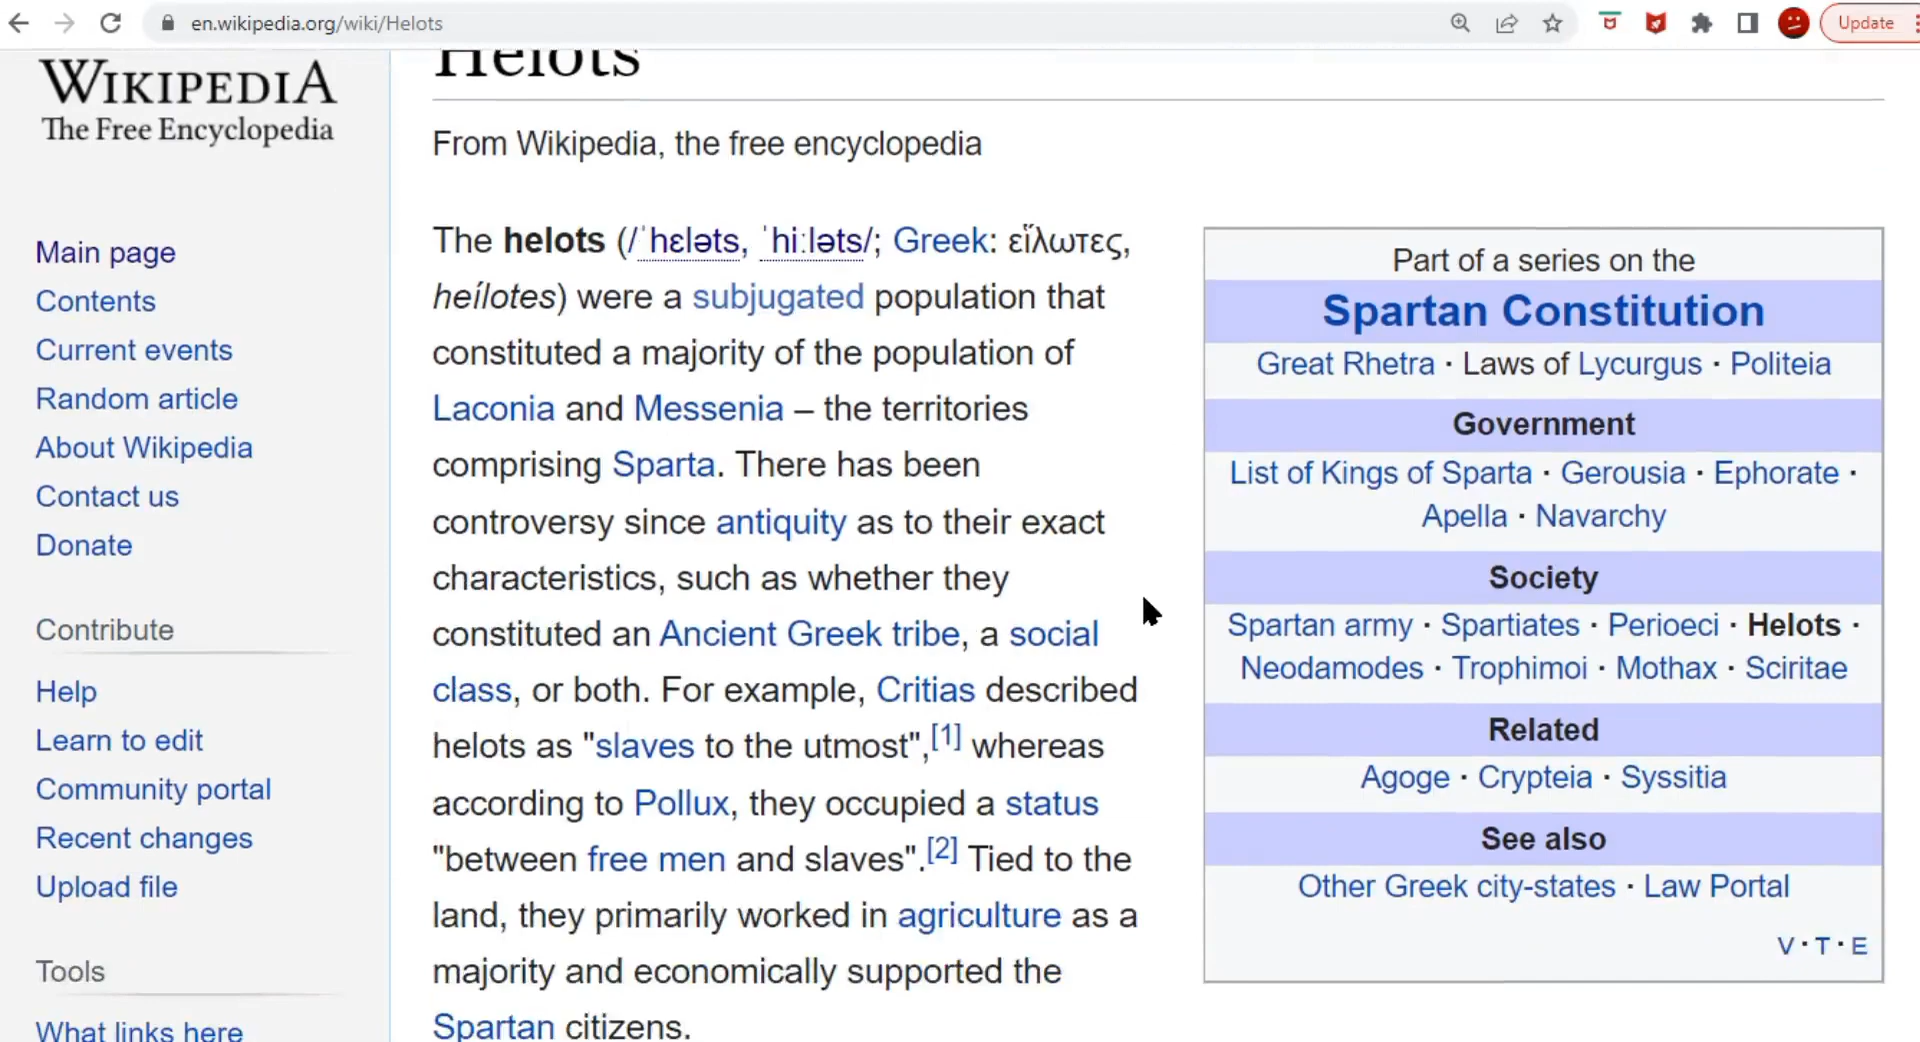 en.wikipedia.org/wiki/Helots
Update
WIKIPEDIA
The Free Encyclopedia
Main page
Contents
Current events
Random article
About Wikipedia
Contact us
Donate
Contribute
Help
Learn to edit
Community portal
Recent changes
Upload file
Tools
What links here
Helots
From Wikipedia, the free encyclopedia
The helots (/ˈhɛləts, ˈhiːləts/; Greek: εἵλωτες,
heílotes) were a subjugated population that
constituted a majority of the population of
Laconia and Messenia – the territories
comprising Sparta. There has been
controversy since antiquity as to their exact
characteristics, such as whether they
constituted an Ancient Greek tribe, a social
class, or both. For example, Critias described
helots as "slaves to the utmost",[1] whereas
according to Pollux, they occupied a status
"between free men and slaves".[2] Tied to the
land, they primarily worked in agriculture as a
majority and economically supported the
Spartan citizens.
Part of a series on the
Spartan Constitution
Great Rhetra · Laws of Lycurgus · Politeia
Government
List of Kings of Sparta · Gerousia · Ephorate ·
Apella · Navarchy
Society
Spartan army · Spartiates · Perioeci · Helots ·
Neodamodes · Trophimoi · Mothax · Sciritae
Related
Agoge · Crypteia · Syssitia
See also
Other Greek city-states · Law Portal
V · T · E